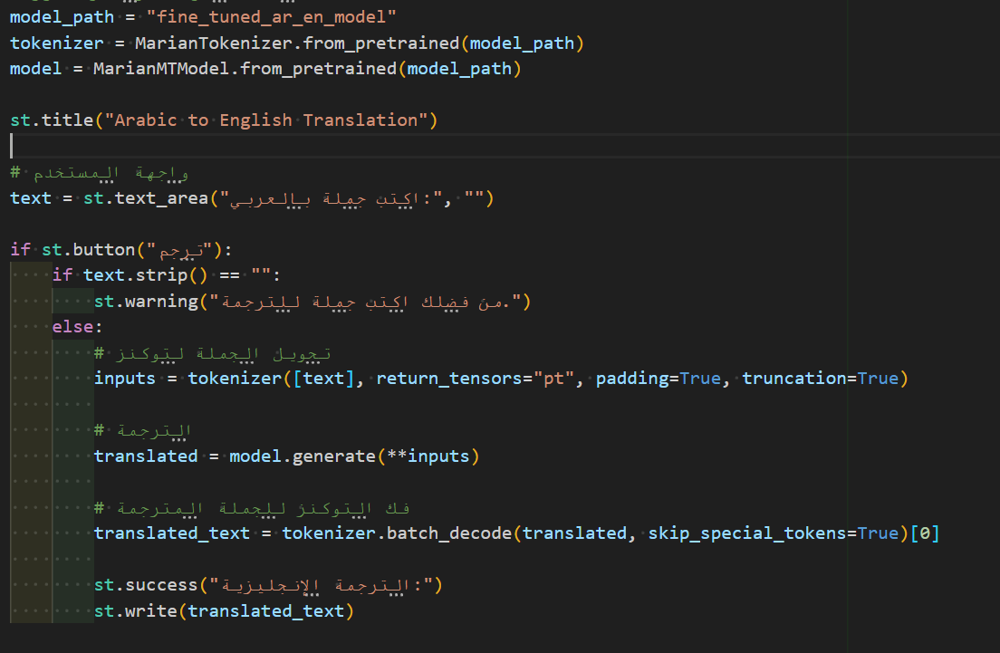 model_path = "fine_tuned_ar_en_model"
tokenizer = MarianTokenizer.from_pretrained(model_path)
model = MarianMTModel.from_pretrained(model_path)
st.title("Arabic to English Translation")
# واجهة المستخدم
text = st.text_area("اكتب جملة بالعربي:", "")
if st.button("ترجم"):
if text.strip() == "":
st.warning("من فضلك اكتب جملة للترجمة.")
else:
# تحويل الجملة لتوكنز
inputs = tokenizer([text], return_tensors="pt", padding=True, truncation=True)
# الترجمة
translated = model.generate(**inputs)
# فك التوكنز للجملة المترجمة
translated_text = tokenizer.batch_decode(translated, skip_special_tokens=True)[0]
st.success("الترجمة الإنجليزية:")
st.write(translated_text)